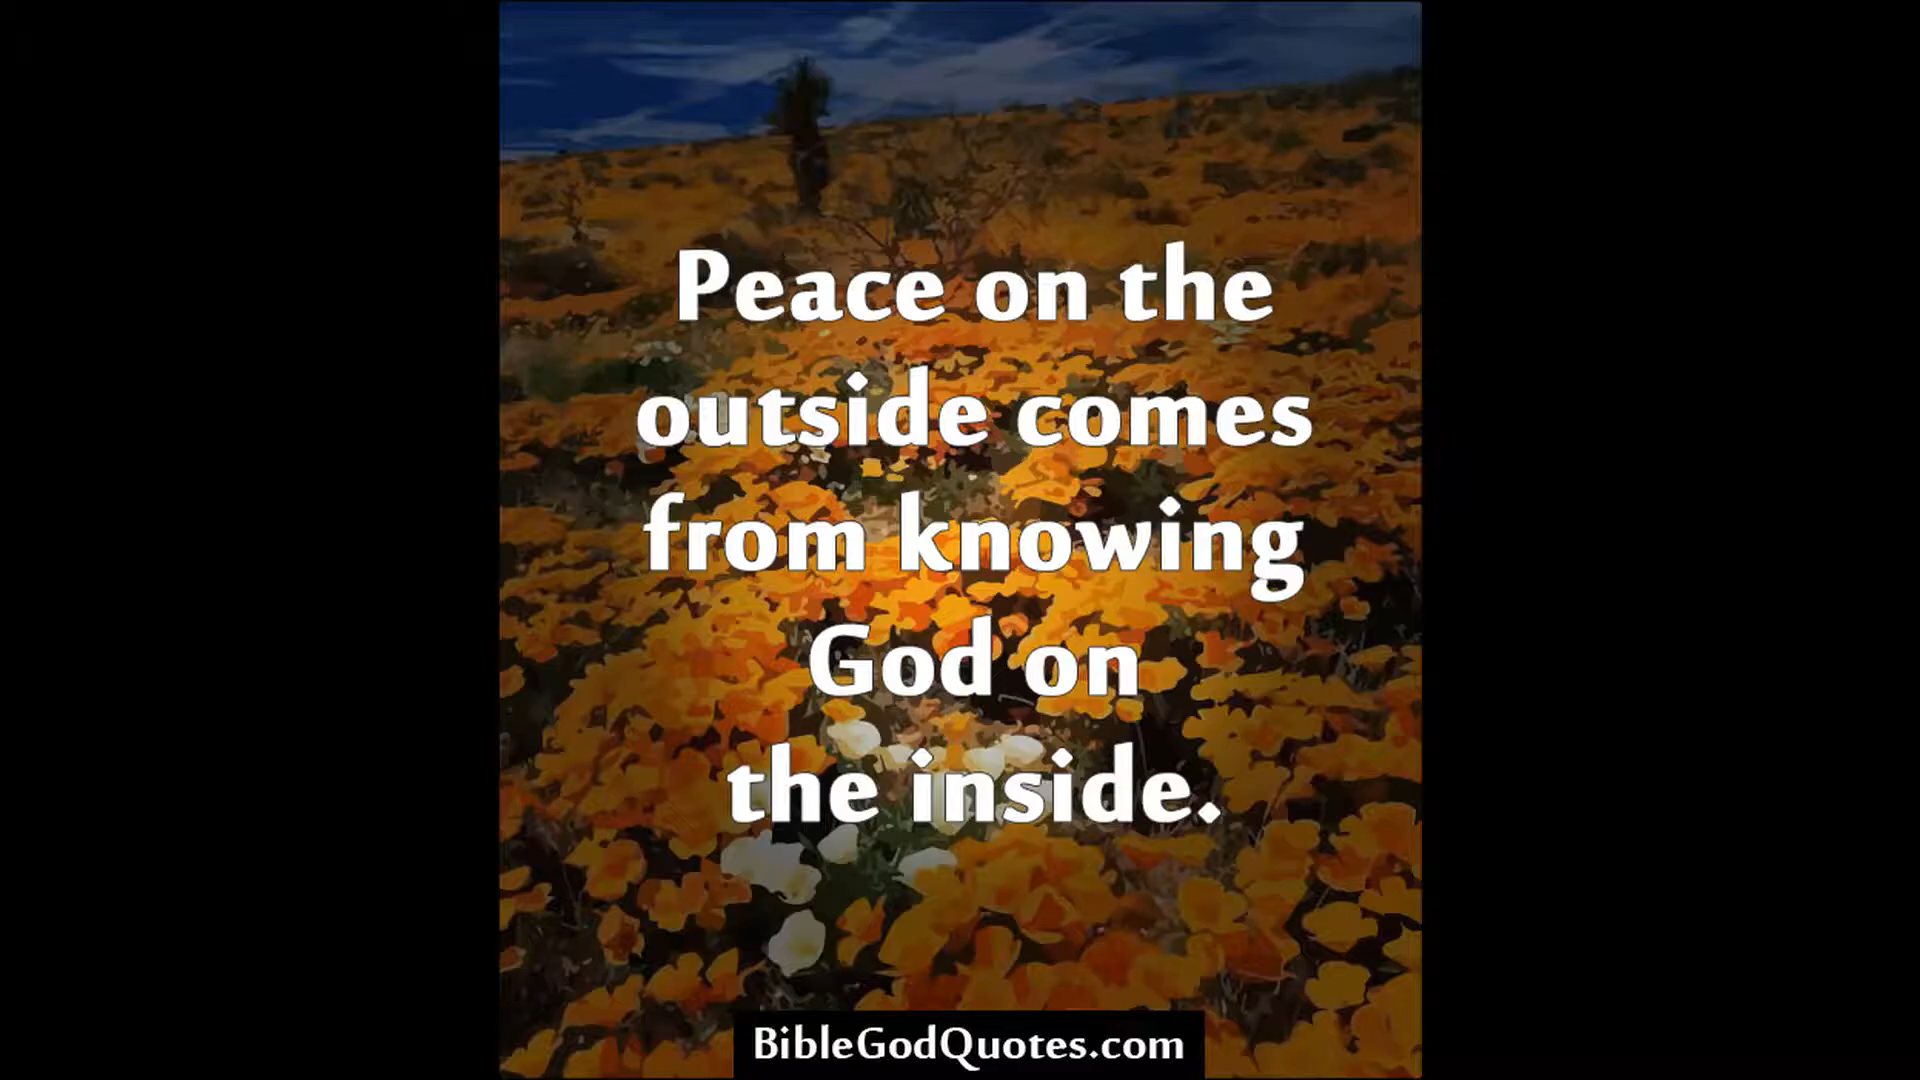 Peace on the
outside comes
from knowing
God on
the inside.
BibleGodQuotes.com